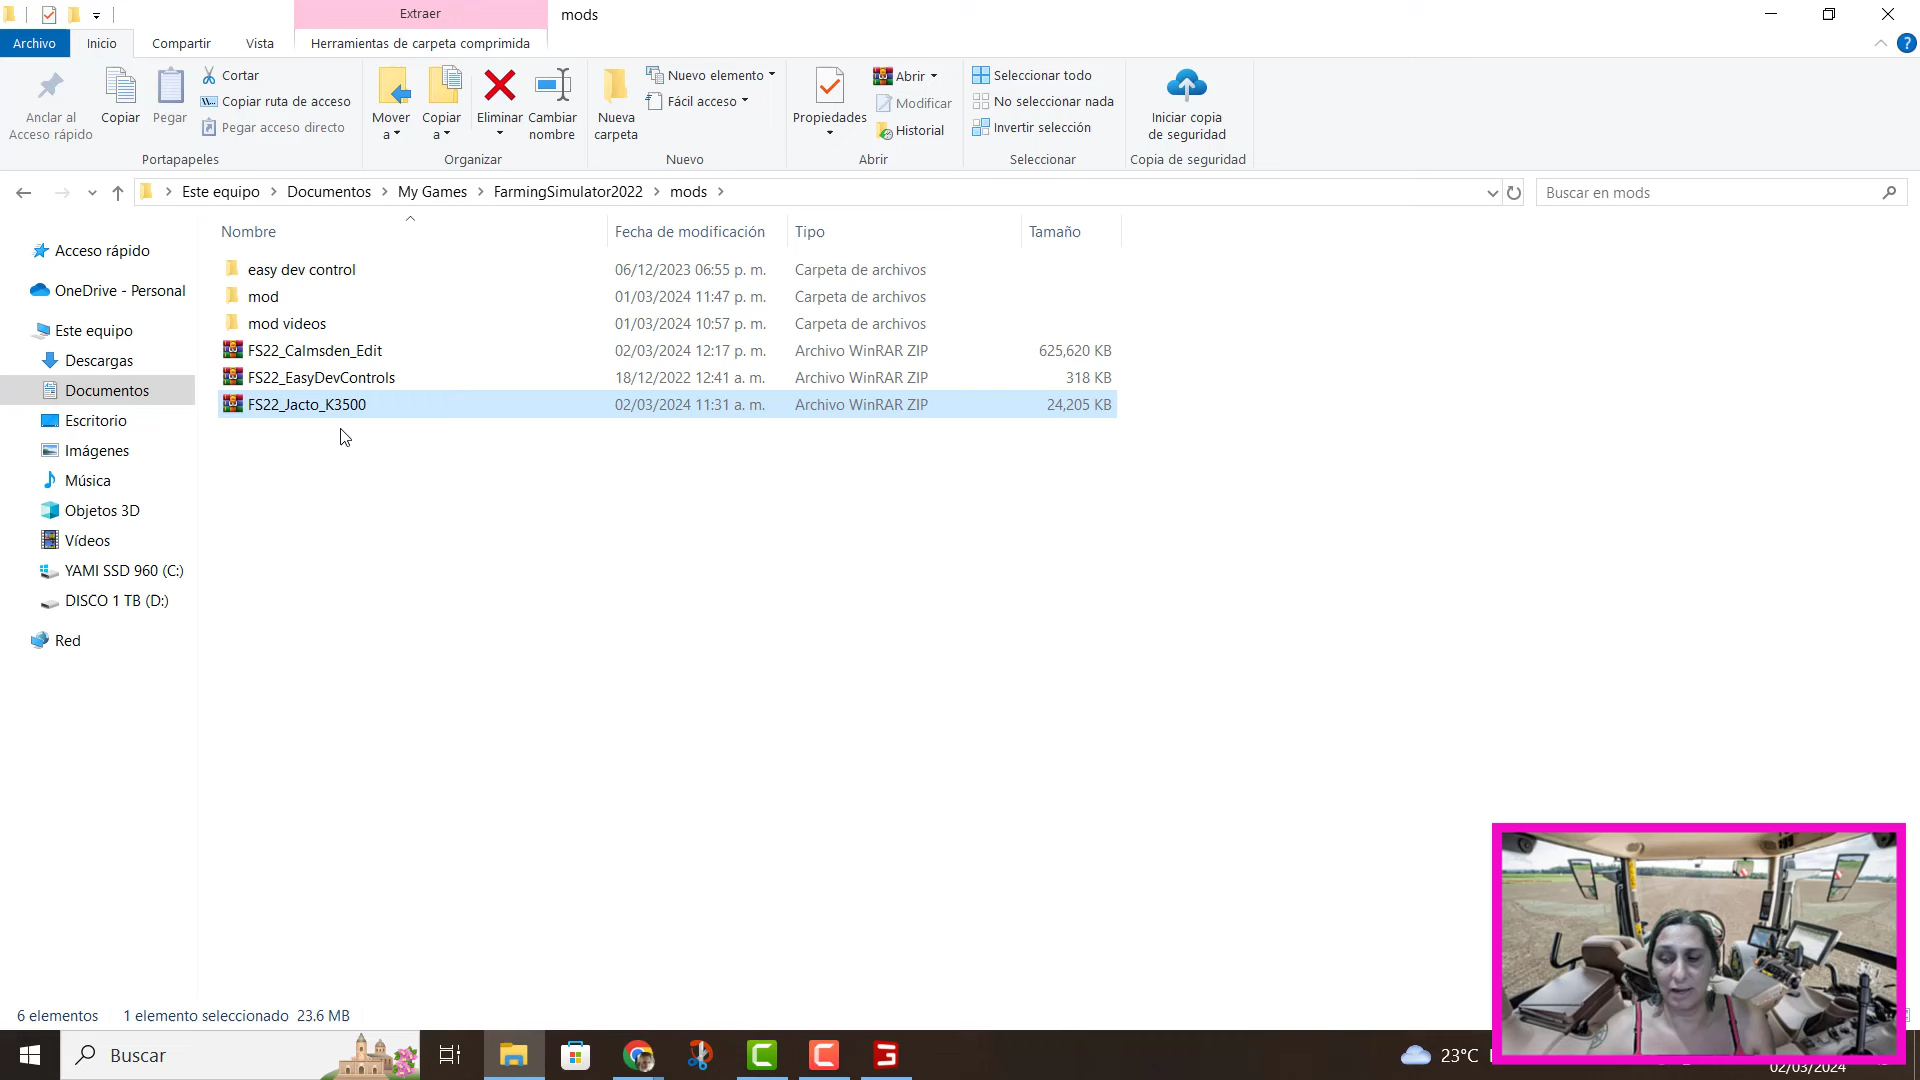 Extraer
mods
Archivo
Inicio
Compartir
Vista
Herramientas de carpeta comprimida
Anclar al
Acceso rápido
Copiar
Pegar
Cortar
Copiar ruta de acceso
Pegar acceso directo
Portapapeles
Mover
a
Copiar
a
Eliminar
Cambiar
nombre
Organizar
Nueva
carpeta
Nuevo elemento
Fácil acceso
Nuevo
Propiedades
Abrir
Modificar
Historial
Abrir
Seleccionar todo
No seleccionar nada
Invertir selección
Seleccionar
Iniciar copia
de seguridad
Copia de seguridad
Este equipo > Documentos > My Games > FarmingSimulator2022 > mods >
Buscar en mods
Nombre Fecha de modificación Tipo Tamaño
easy dev control 06/12/2023 06:55 p. m. Carpeta de archivos
mod 01/03/2024 11:47 p. m. Carpeta de archivos
mod videos 01/03/2024 10:57 p. m. Carpeta de archivos
FS22_Calmsden_Edit 02/03/2024 12:17 p. m. Archivo WinRAR ZIP 625,620 KB
FS22_EasyDevControls 18/12/2022 12:41 a. m. Archivo WinRAR ZIP 318 KB
FS22_Jacto_K3500 02/03/2024 11:31 a. m. Archivo WinRAR ZIP 24,205 KB
Acceso rápido
OneDrive - Personal
Este equipo
Descargas
Documentos
Escritorio
Imágenes
Música
Objetos 3D
Vídeos
YAMI SSD 960 (C:)
DISCO 1 TB (D:)
Red
6 elementos 1 elemento seleccionado 23.6 MB
Buscar
23°C
02/03/2024